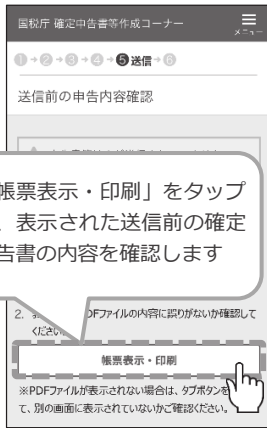 国税庁 確定申告書等作成コーナー
メニュー
①→②→③→④→❺送信→⑥
送信前の申告内容確認
帳票表示・印刷」をタップ
、表示された送信前の確定
告書の内容を確認します
2.
DFファイルの内容に誤りがないか確認して
ください。
帳票表示・印刷
※PDFファイルが表示されない場合は、タブボタンを
て、別の画面に表示されていないかご確認ください。